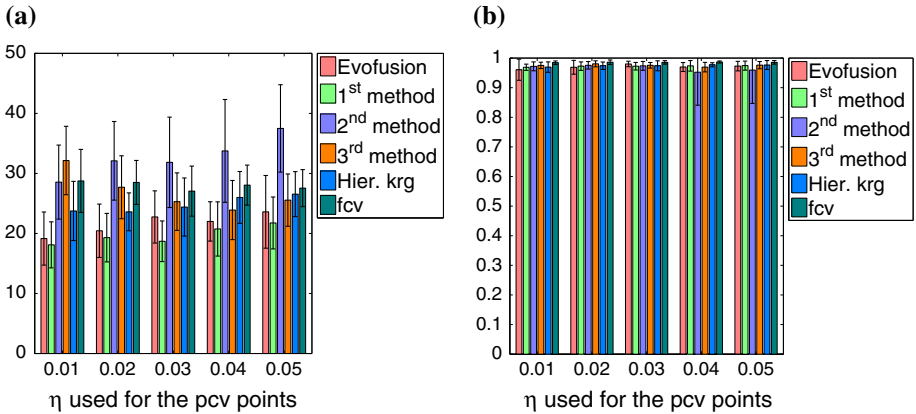 (a)
50
40
30
20
10
0
0.01 0.02 0.03 0.04 0.05
η used for the pcv points
Evofusion
1st method
2nd method
3rd method
Hier. krg
fcv
(b)
1
0.9
0.8
0.7
0.6
0.5
0.4
0.3
0.2
0.1
0
0.01 0.02 0.03 0.04 0.05
η used for the pcv points
Evofusion
1st method
2nd method
3rd method
Hier. krg
fcv